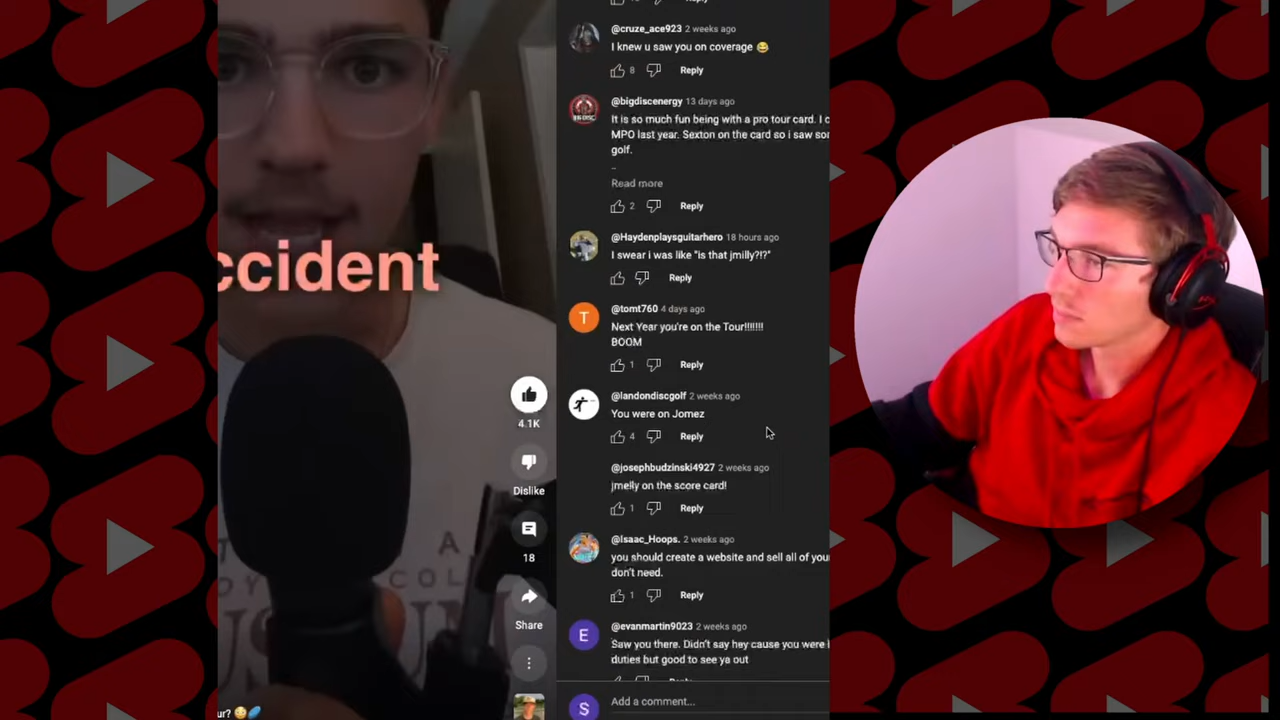 Reply
@cruze_ace923 2 weeks ago
I knew u saw you on coverage 😂
8 Reply
@bigdiscenergy 13 days ago
It is so much fun being with a pro tour card. I c
MPO last year. Sexton on the card so i saw sor
golf.
–
Read more
2 Reply
@Haydenplaysguitarhero 18 hours ago
I swear i was like "is that jmilly?!?"
Reply
@tomt760 4 days ago
Next Year you're on the Tour!!!!!!!
BOOM
1 Reply
@landondiscgolf 2 weeks ago
You were on Jomez
4 Reply
@josephbudzinski4927 2 weeks ago
jmelly on the score card!
1 Reply
@Isaac_Hoops. 2 weeks ago
you should create a website and sell all of your
don't need.
1 Reply
@evanmartin9023 2 weeks ago
Saw you there. Didn't say hey cause you were i
duties but good to see ya out
Reply
Add a comment...
ccident
4.1K
Dislike
18
Share
ur? 😳
T
E
S